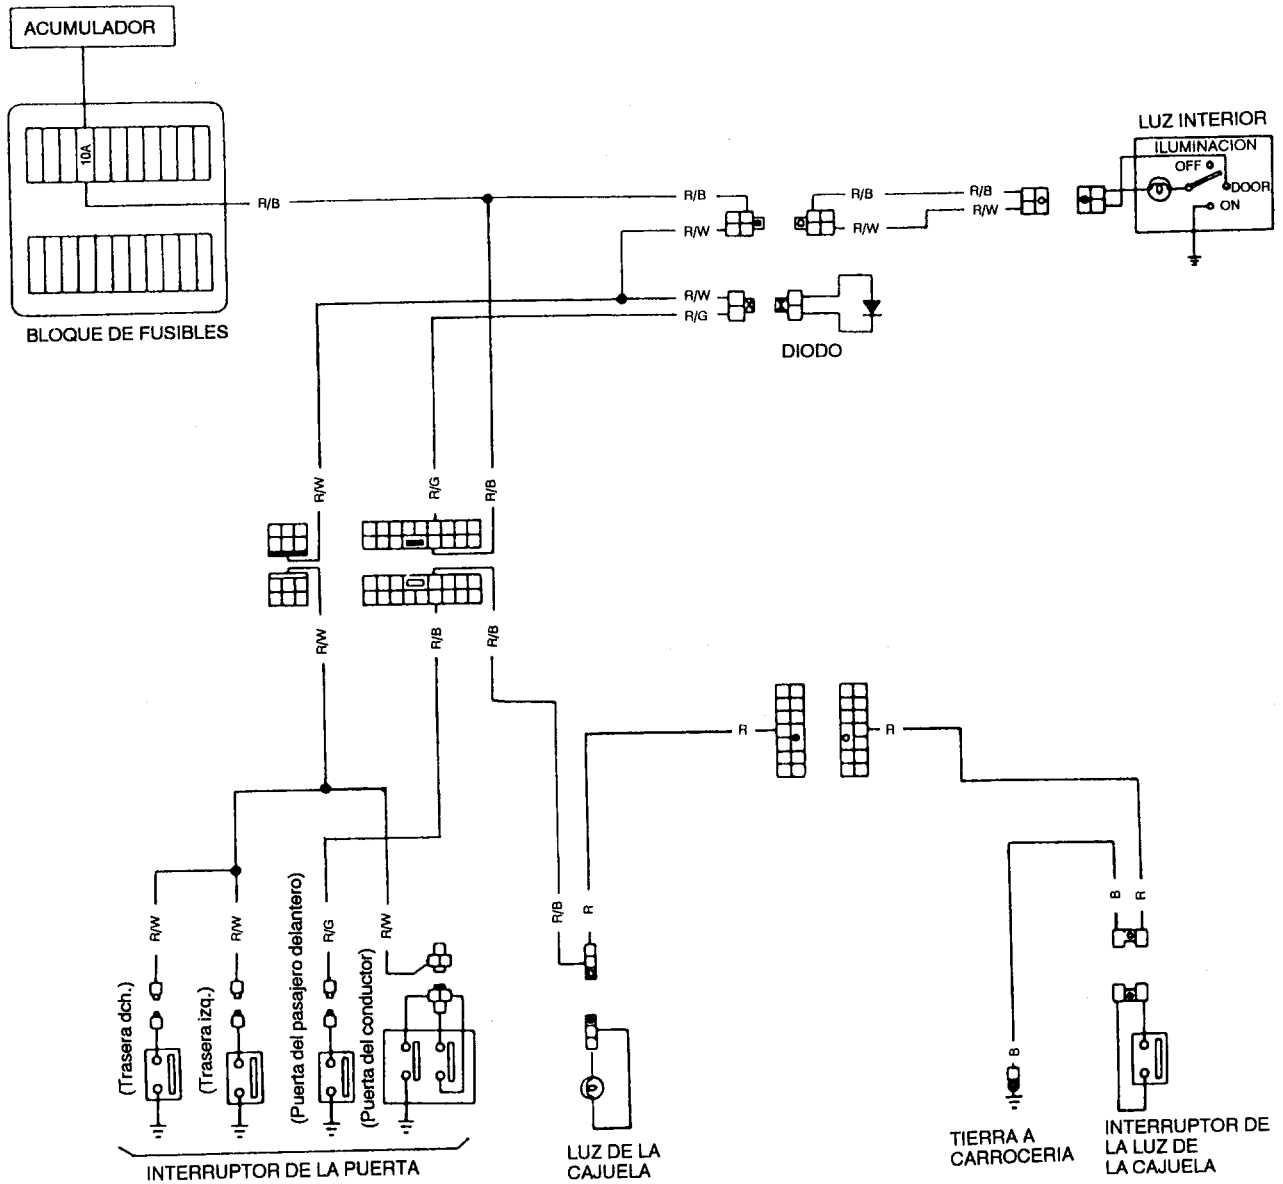 ACUMULADOR
10A
R/B
BLOQUE DE FUSIBLES
R/B
R/W
R/B
R/W
R/B
R/W
LUZ INTERIOR
ILUMINACION
OFF
DOOR
ON
R/W
R/G
DIODO
R/W
R/G
R/B
R/W
R/B
R/B
R
R
R/W
R/W
R/G
R/W
R/B
R
B
R
B
(Trasera dch.)
(Trasera izq.)
(Puerta del pasajero delantero)
(Puerta del conductor)
INTERRUPTOR DE LA PUERTA
LUZ DE LA
CAJUELA
TIERRA A
CARROCERIA
INTERRUPTOR DE
LA LUZ DE
LA CAJUELA